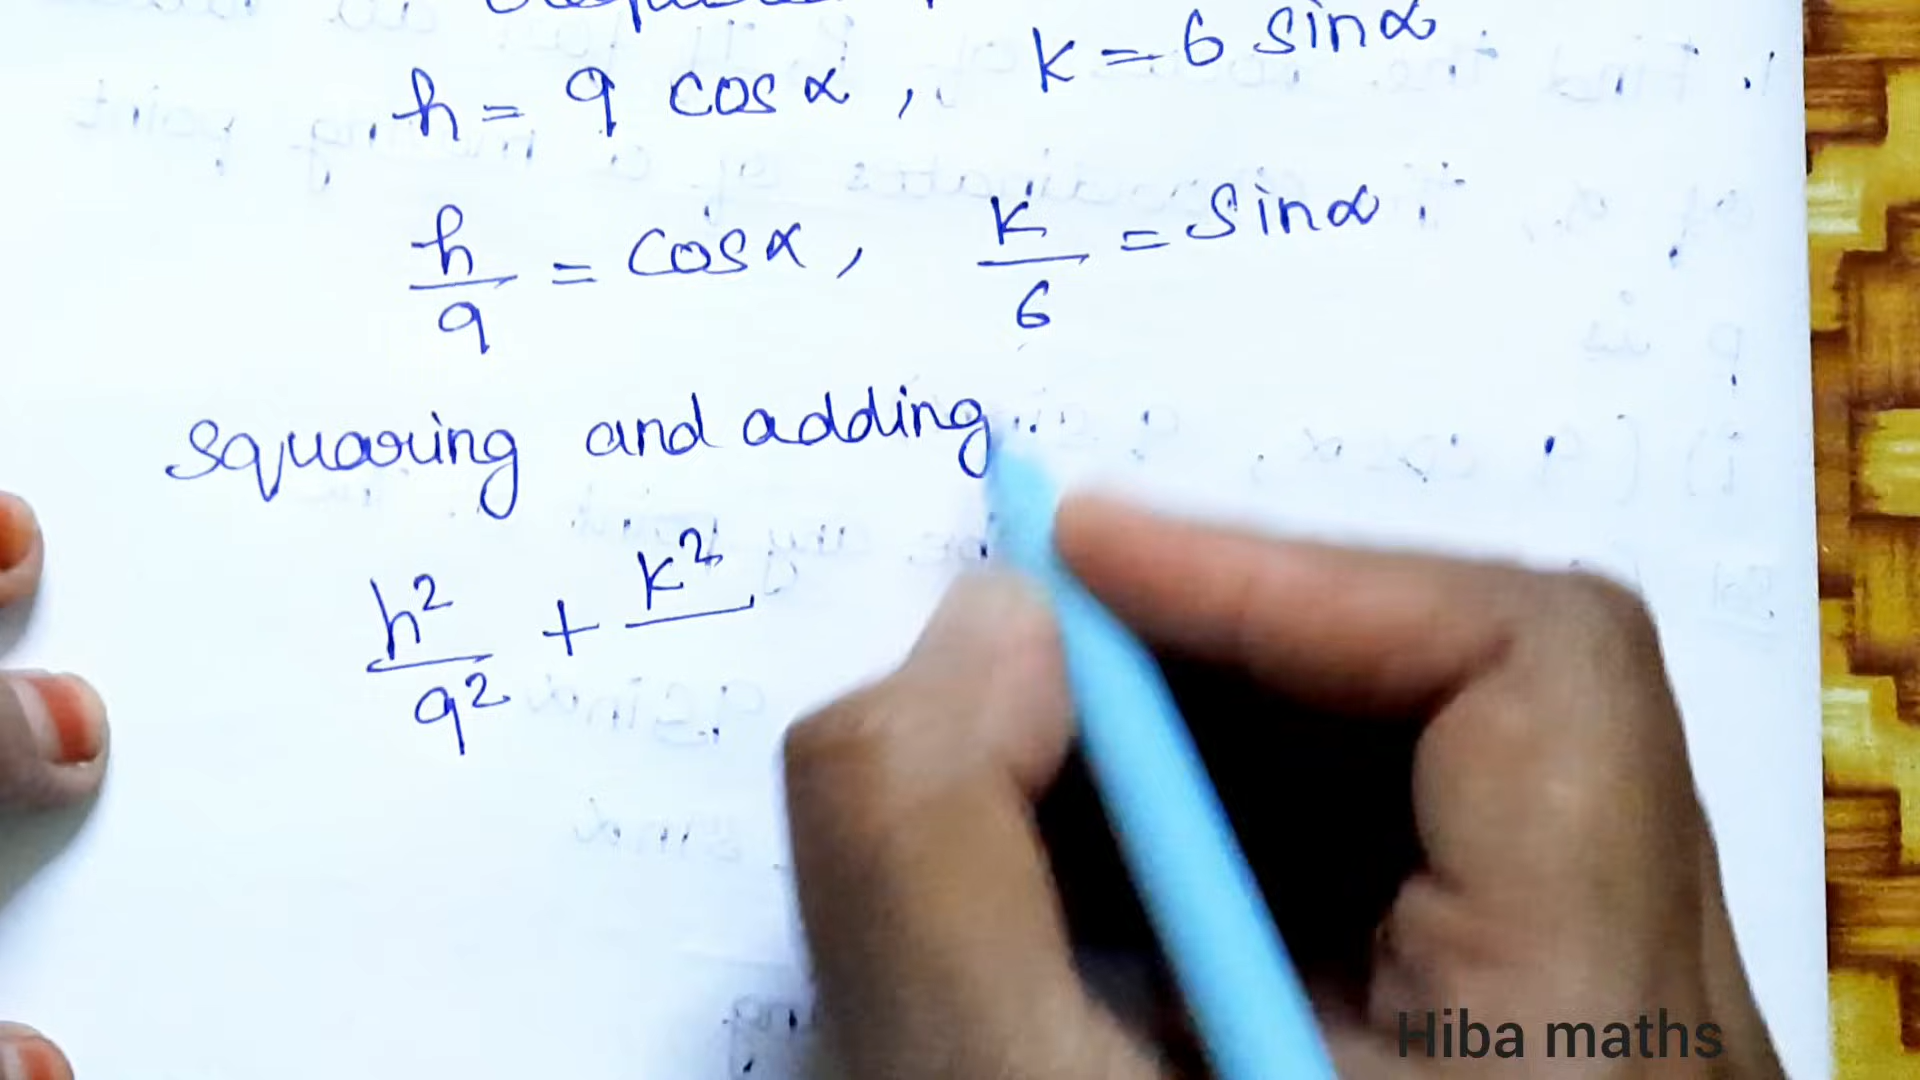 h = 9 cos α , k = 6 sin α
h/9 = cos α , k/6 = sin α .
squaring and adding
h²/9² + k²/
Hiba maths